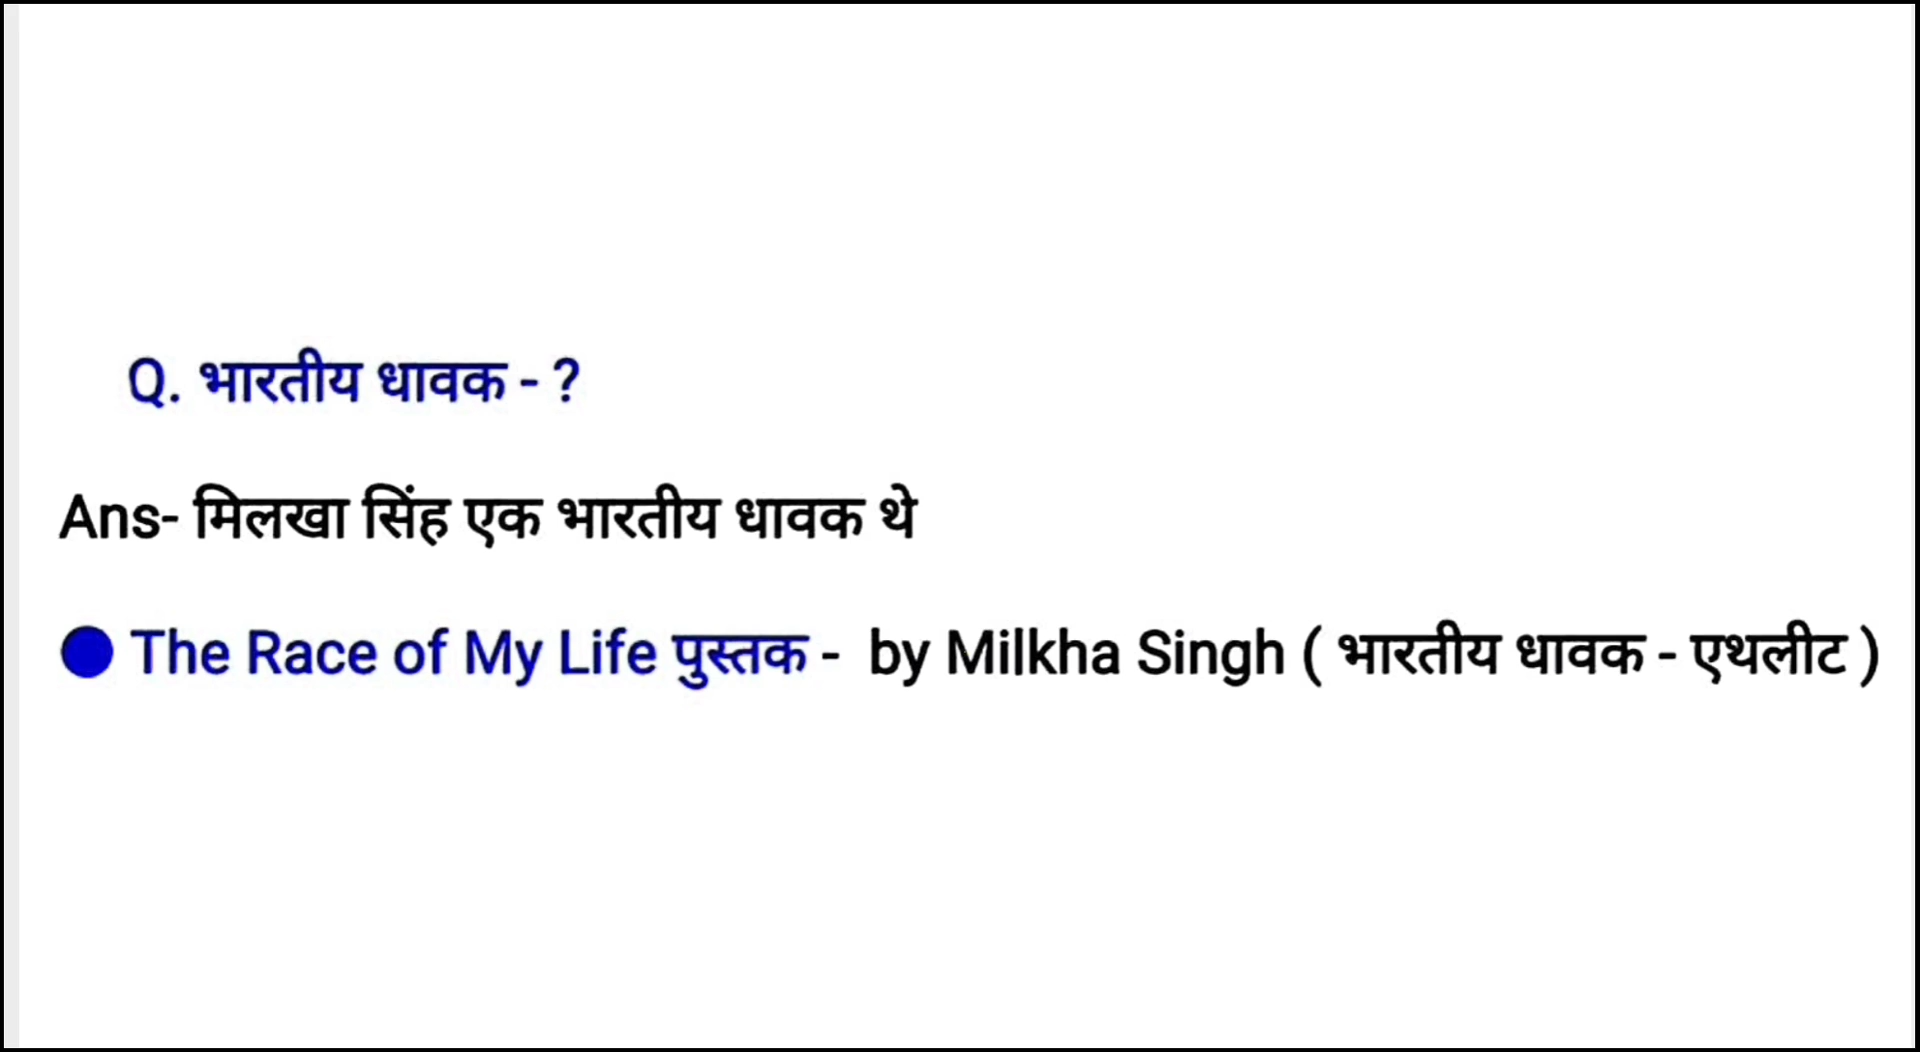 Q. भारतीय धावक - ?
Ans- मिलखा सिंह एक भारतीय धावक थे
The Race of My Life पुस्तक - by Milkha Singh ( भारतीय धावक - एथलीट )